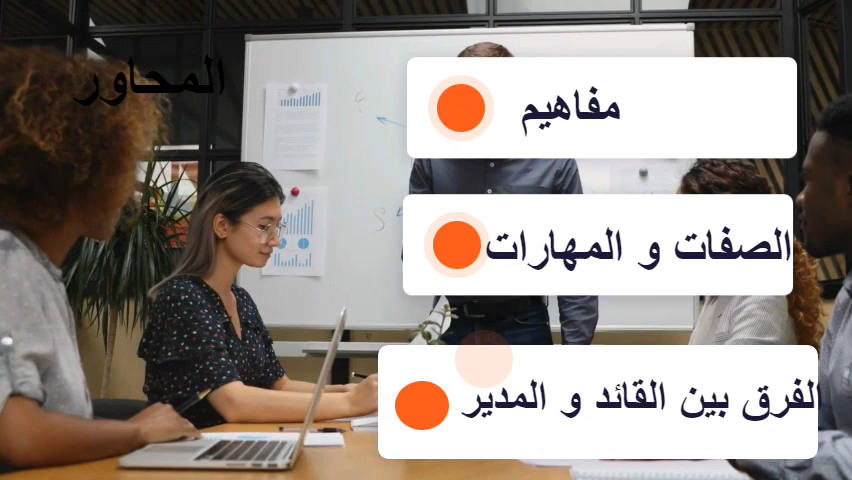 المحاور
مفاهيم
الصفات و المهارات
الفرق بين القائد و المدير